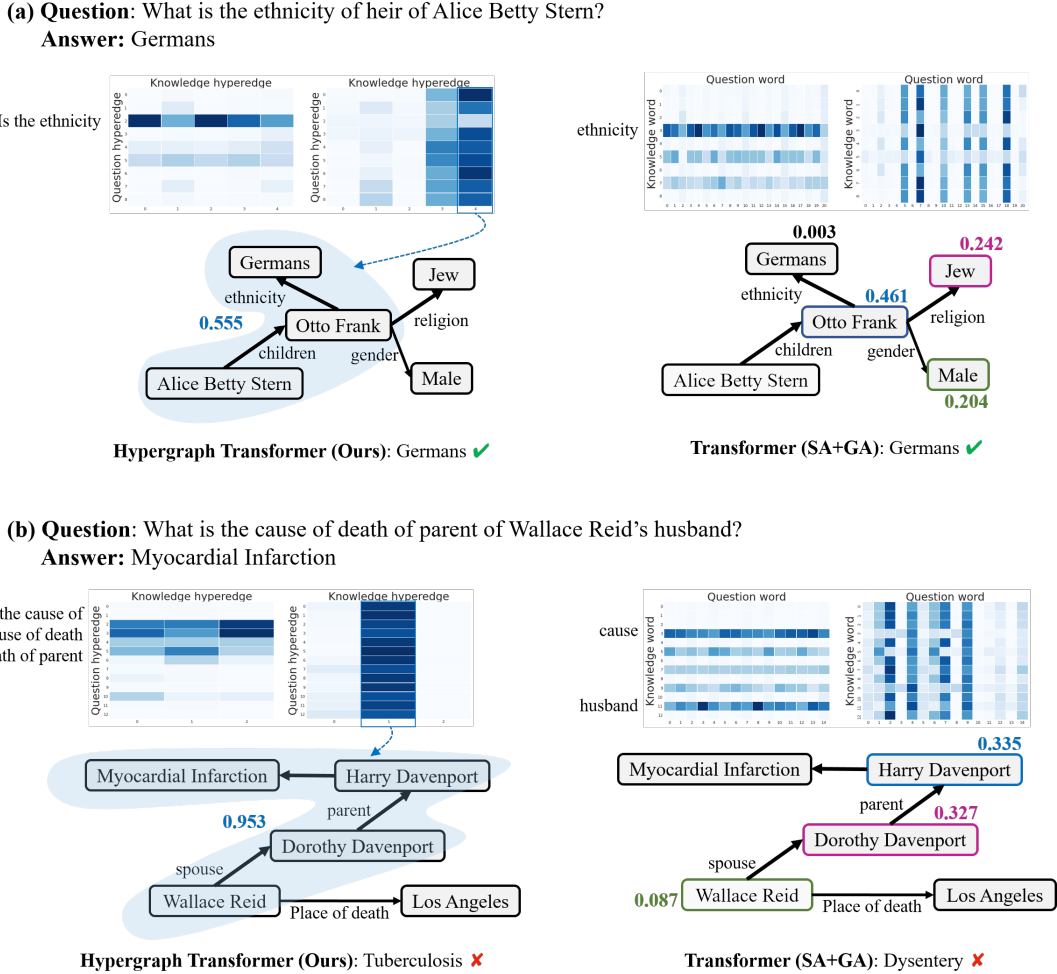 (a) Question: What is the ethnicity of heir of Alice Betty Stern?
Answer: Germans
Knowledge hyperedge
Knowledge hyperedge
Question word
Question word
Is the ethnicity
Question hyperedge
Question hyperedge
ethnicity
Knowledge word
Knowledge word
Germans
Jew
ethnicity
0.555
Otto Frank
religion
children
gender
Alice Betty Stern
Male
0.003
0.242
Germans
Jew
ethnicity
0.461
Otto Frank
religion
children
gender
Alice Betty Stern
Male
0.204
Hypergraph Transformer (Ours): Germans ✔
Transformer (SA+GA): Germans ✔
(b) Question: What is the cause of death of parent of Wallace Reid's husband?
Answer: Myocardial Infarction
Knowledge hyperedge
Knowledge hyperedge
Question word
Question word
the cause of
use of death
th of parent
Question hyperedge
Question hyperedge
cause
husband
Knowledge word
Knowledge word
Myocardial Infarction
Harry Davenport
parent
0.953
Dorothy Davenport
spouse
Wallace Reid
Place of death
Los Angeles
0.335
Myocardial Infarction
Harry Davenport
parent
0.327
Dorothy Davenport
spouse
0.087
Wallace Reid
Place of death
Los Angeles
Hypergraph Transformer (Ours): Tuberculosis ✘
Transformer (SA+GA): Dysentery ✘